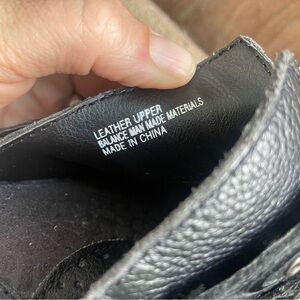 LEATHER UPPER
BALANCE MAN MADE MATERIALS
MADE IN CHINA